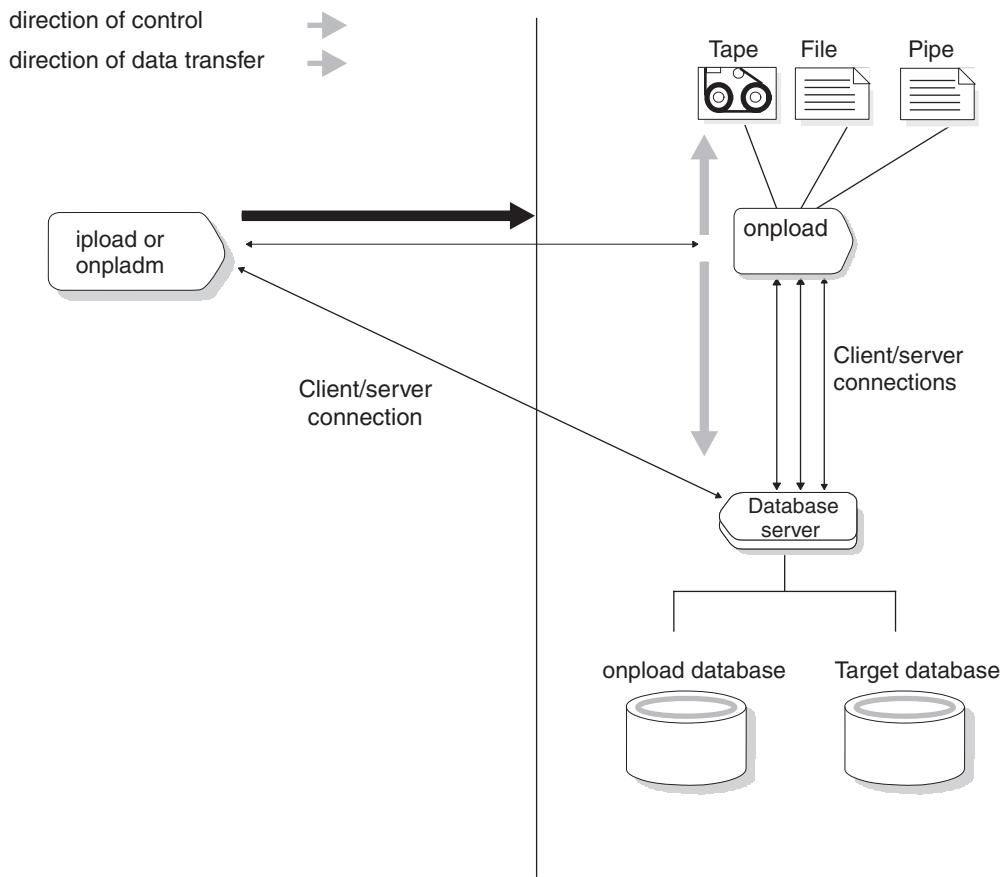 direction of control
direction of data transfer
Tape
File
Pipe
ipload or
onpladm
onpload
Client/server
connection
Client/server
connections
Database
server
onpload database
Target database